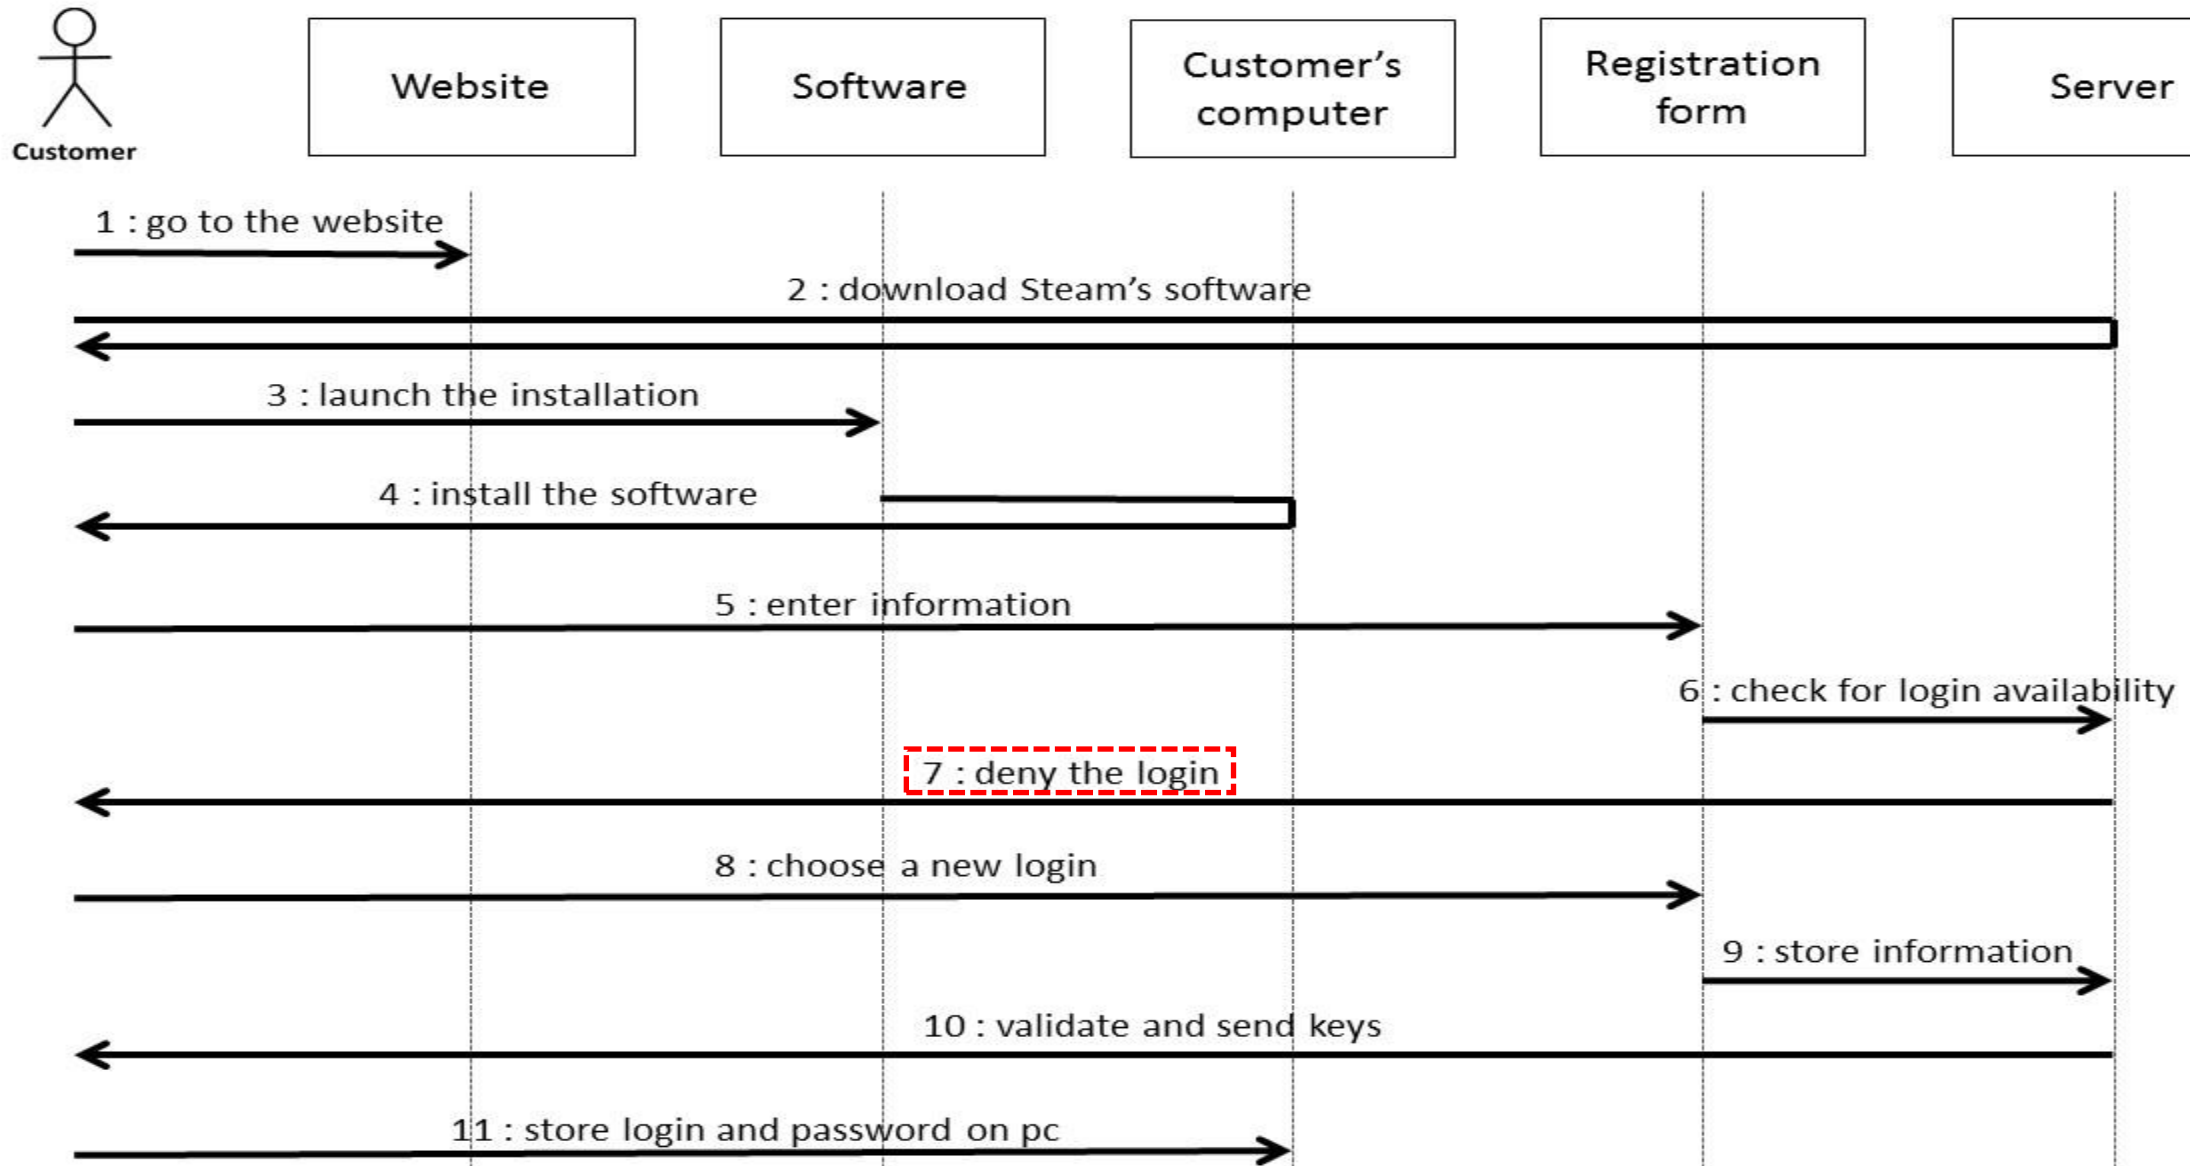 Customer
Website
Software
Customer's
computer
Registration
form
Server
1 : go to the website
2 : download Steam's software
3 : launch the installation
4 : install the software
5 : enter information
6 : check for login availability
7 : deny the login
8 : choose a new login
9 : store information
10 : validate and send keys
11 : store login and password on pc